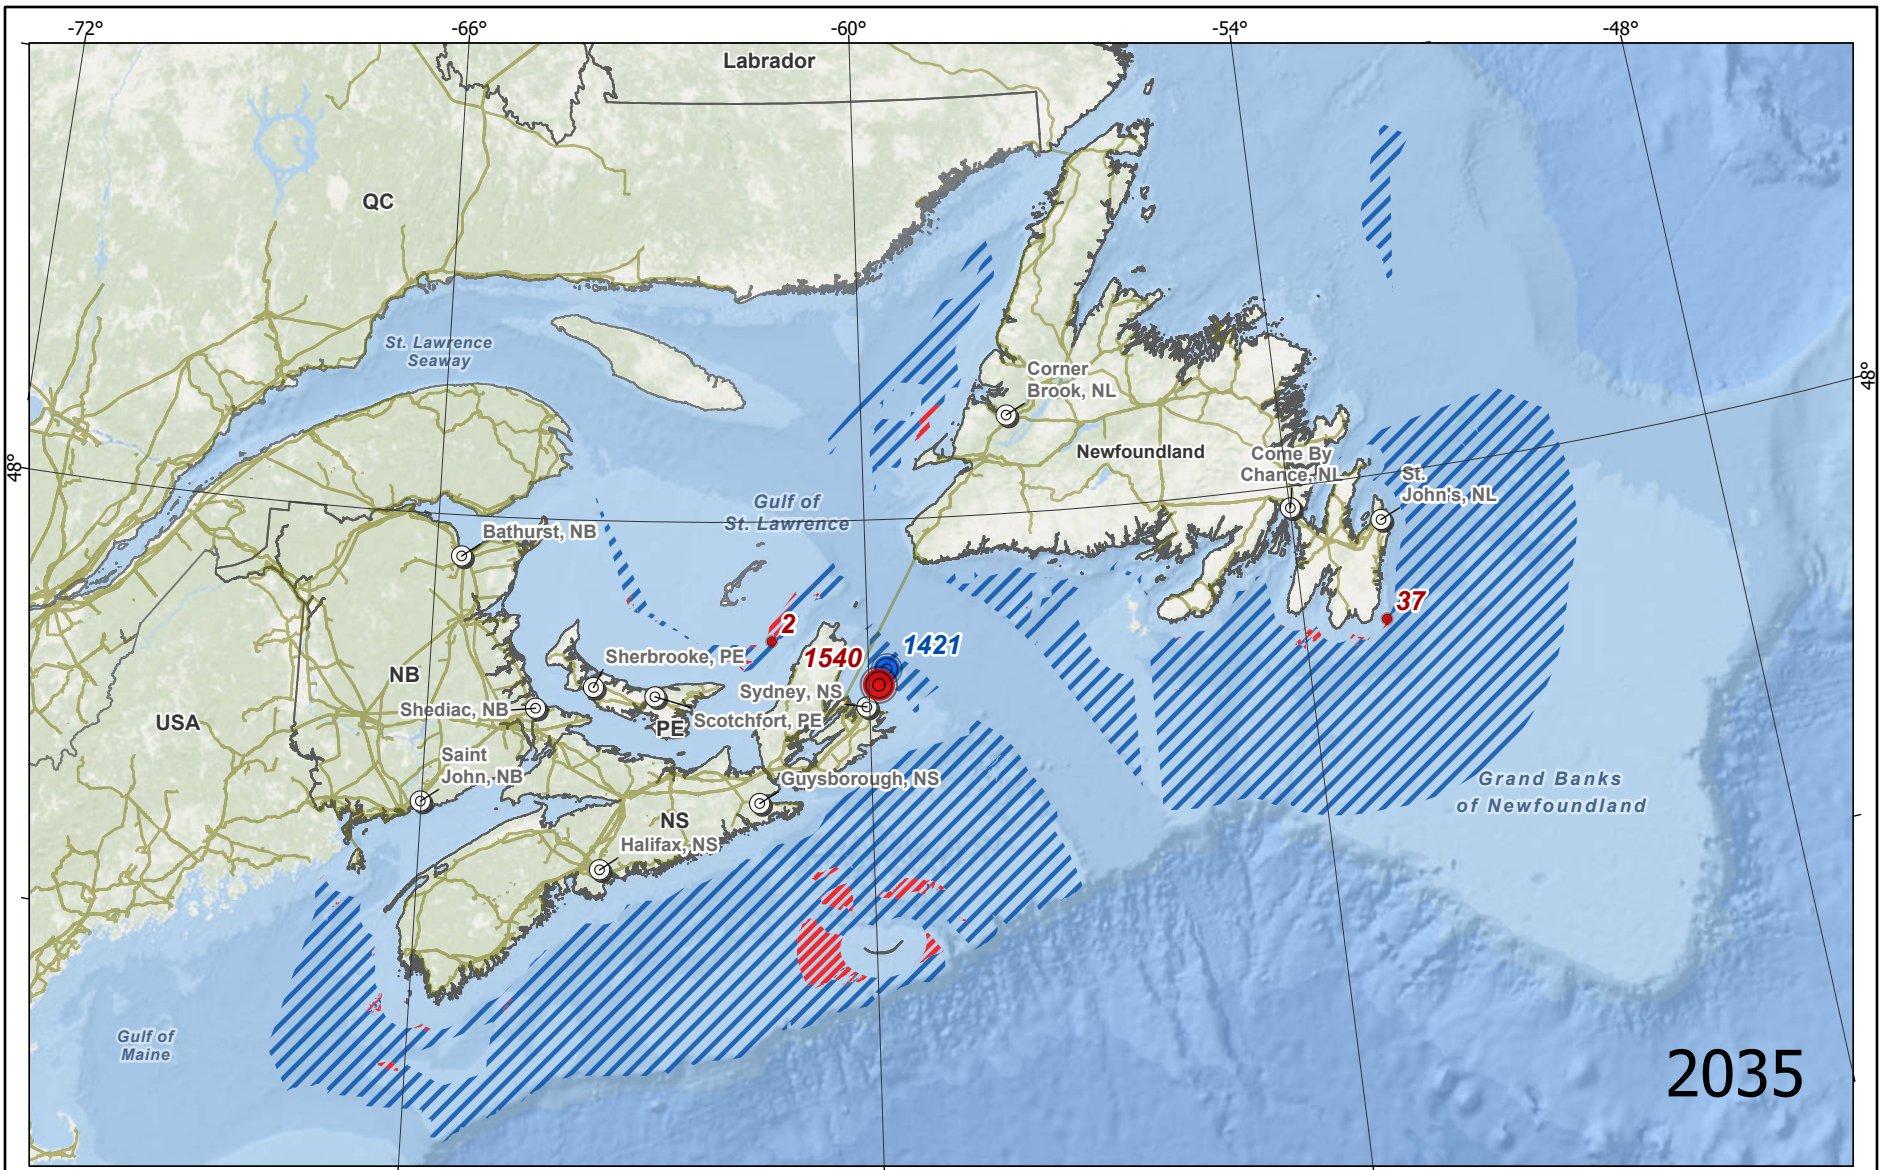 -72°
-66°
-60°
-54°
-48°
Labrador
QC
St. Lawrence
Seaway
Corner
Brook, NL
48°
Newfoundland
Come By
Chance, NL
St.
John's, NL
48°
Gulf of
St. Lawrence
Bathurst, NB
37
2
1421
1540
Sherbrooke, PE
NB
Sydney, NS
Shediac, NB
Scotchfort, PE
PE
USA
Saint
John, NB
Guysborough, NS
Grand Banks
of Newfoundland
NS
Halifax, NS
Gulf of
Maine
2035